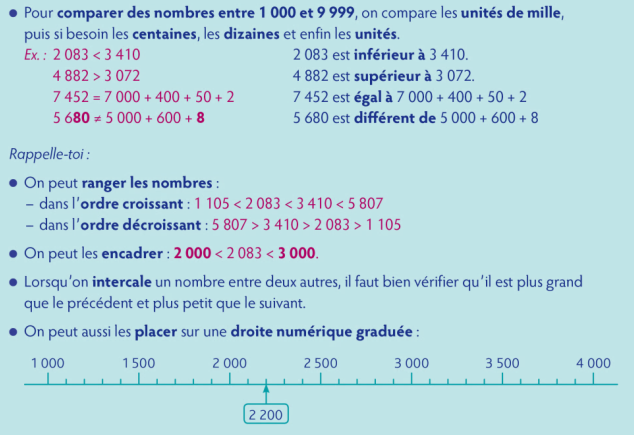 • Pour comparer des nombres entre 1 000 et 9 999, on compare les unités de mille,
puis si besoin les centaines, les dizaines et enfin les unités.
Ex. : 2 083 < 3 410 2 083 est inférieur à 3 410.
4 882 > 3 072 4 882 est supérieur à 3 072.
7 452 = 7 000 + 400 + 50 + 2 7 452 est égal à 7 000 + 400 + 50 + 2
5 680 ≠ 5 000 + 600 + 8 5 680 est différent de 5 000 + 600 + 8
Rappelle-toi :
• On peut ranger les nombres :
– dans l'ordre croissant : 1 105 < 2 083 < 3 410 < 5 807
– dans l'ordre décroissant : 5 807 > 3 410 > 2 083 > 1 105
• On peut les encadrer : 2 000 < 2 083 < 3 000.
• Lorsqu'on intercale un nombre entre deux autres, il faut bien vérifier qu'il est plus grand
que le précédent et plus petit que le suivant.
• On peut aussi les placer sur une droite numérique graduée :
1 000 1 500 2 000 2 500 3 000 3 500 4 000
2 200